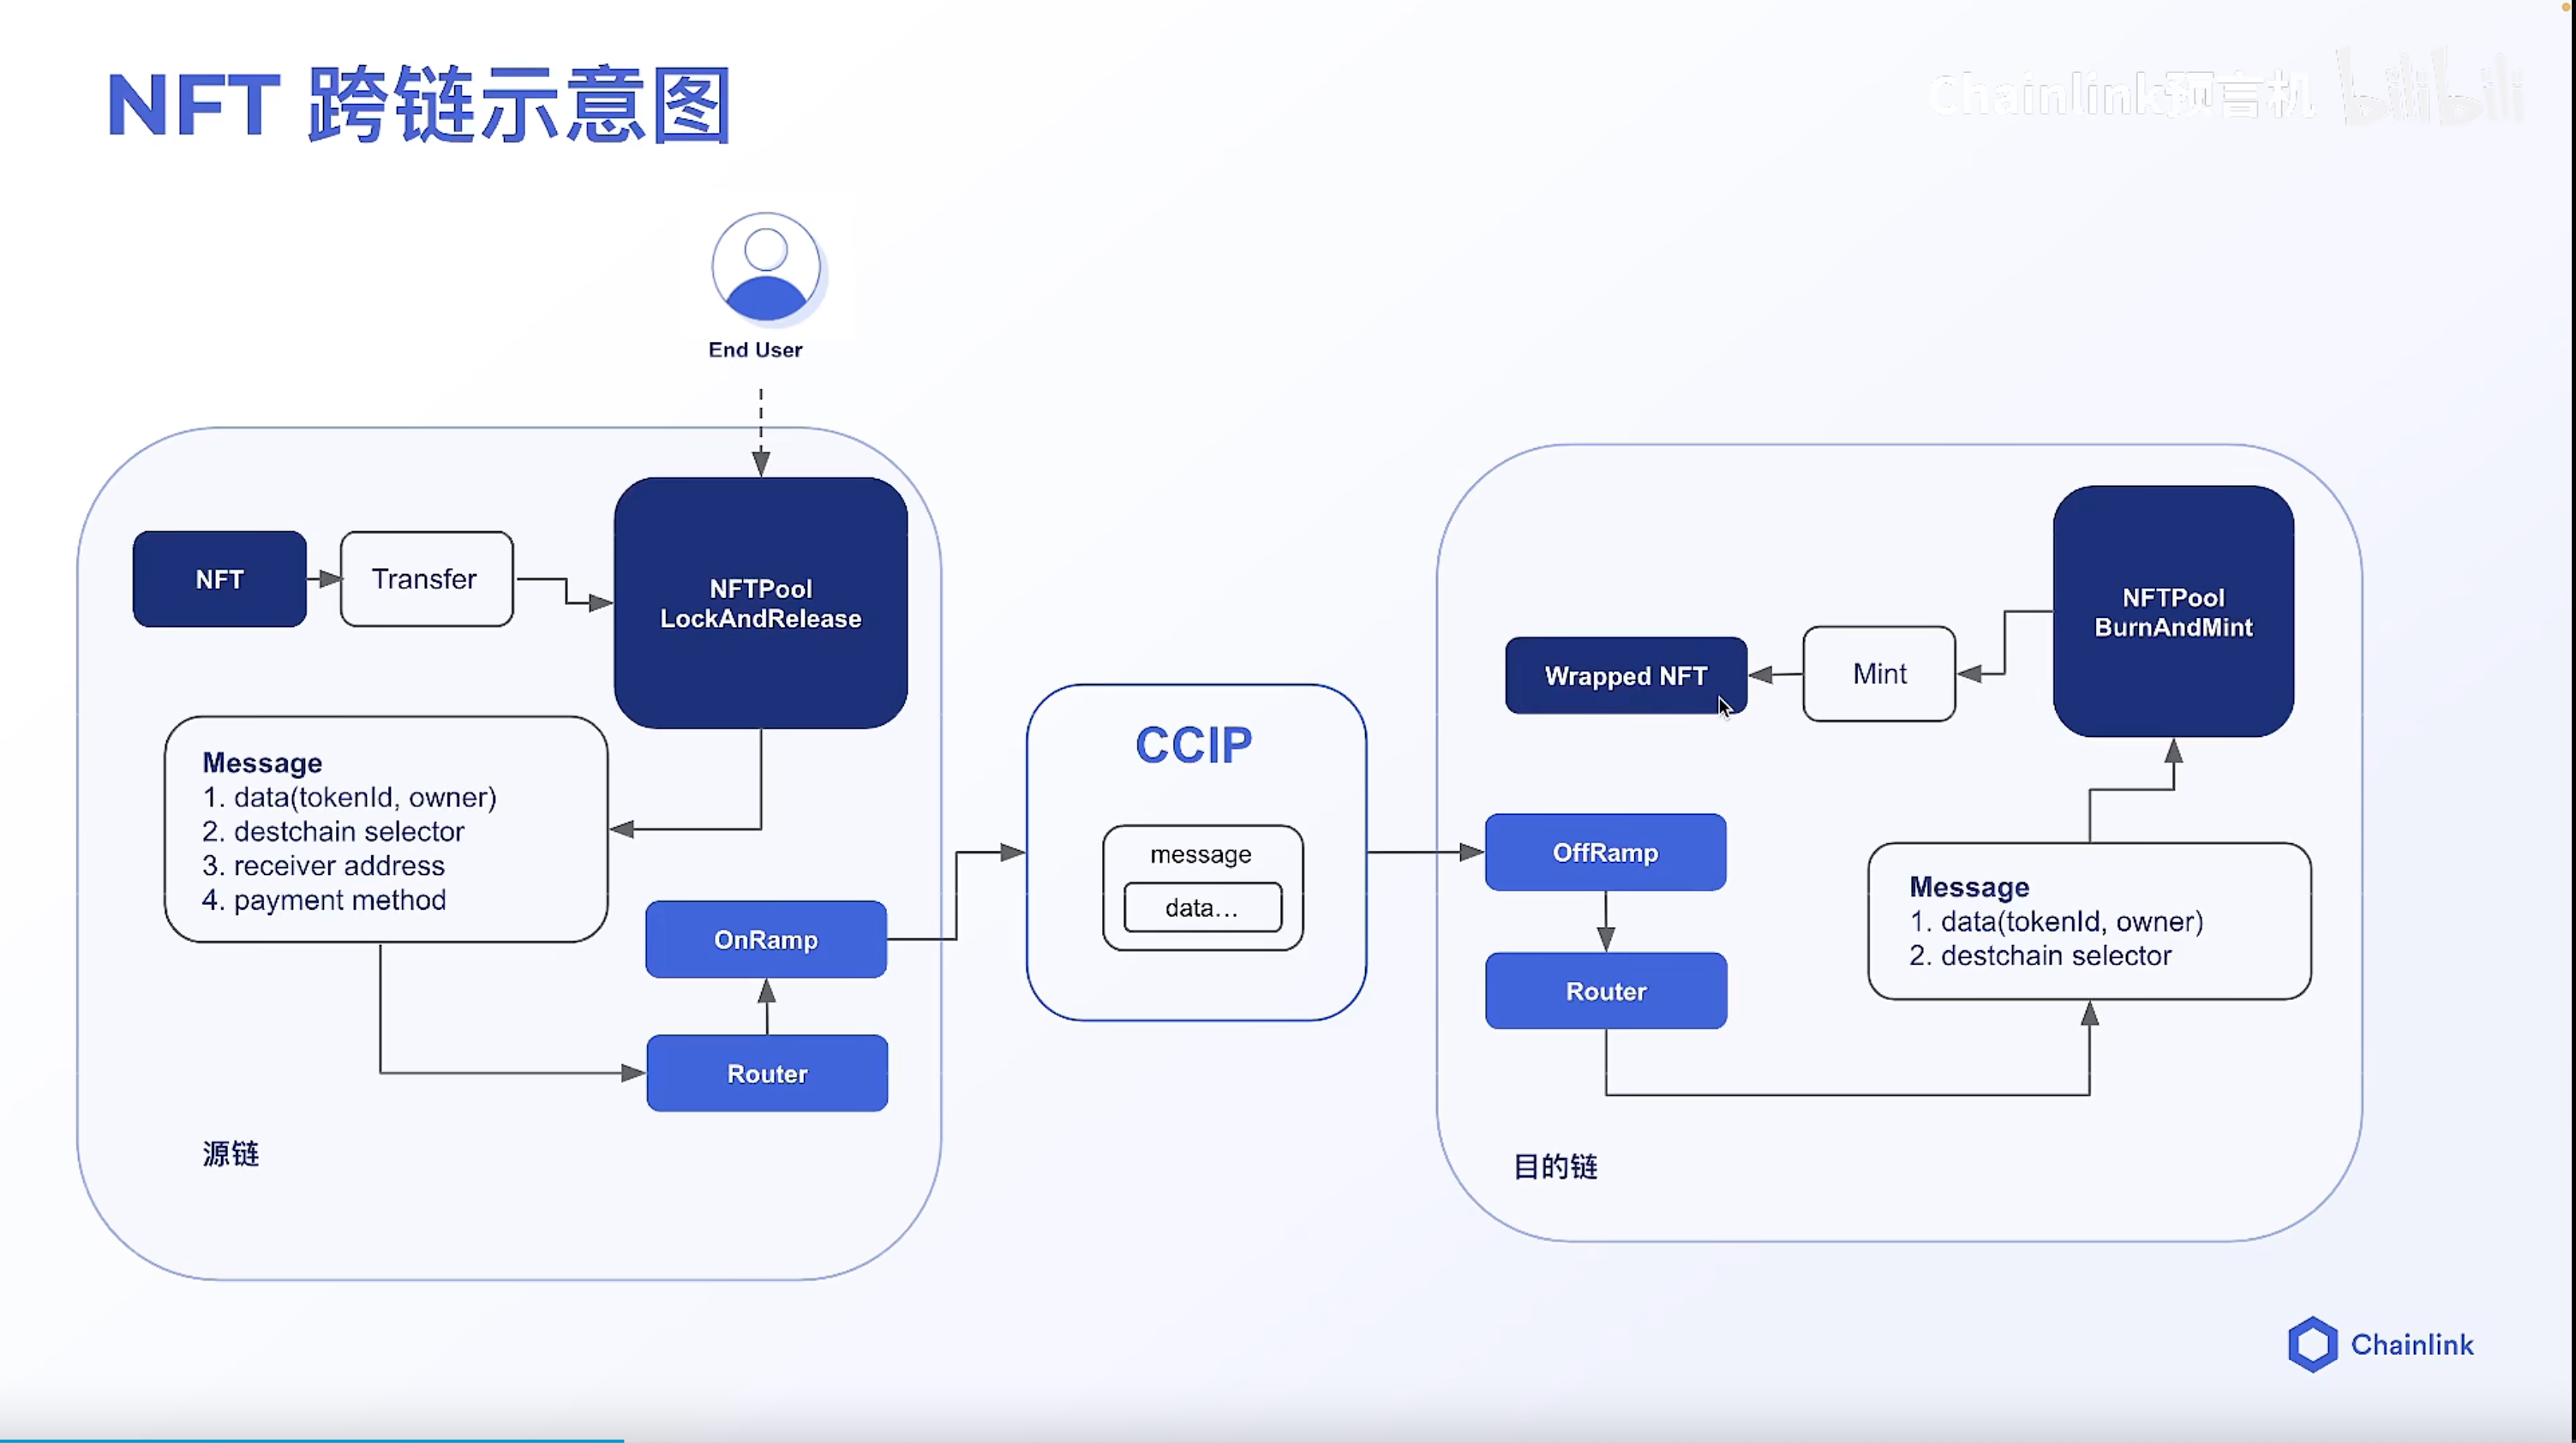 NFT 跨链示意图
Chainlink预言机 bilibili
End User
NFT
Transfer
NFTPool
LockAndRelease
Message
1. data(tokenId, owner)
2. destchain selector
3. receiver address
4. payment method
OnRamp
Router
源链
CCIP
message
data...
NFTPool
BurnAndMint
Mint
Wrapped NFT
OffRamp
Router
Message
1. data(tokenId, owner)
2. destchain selector
目的链
Chainlink